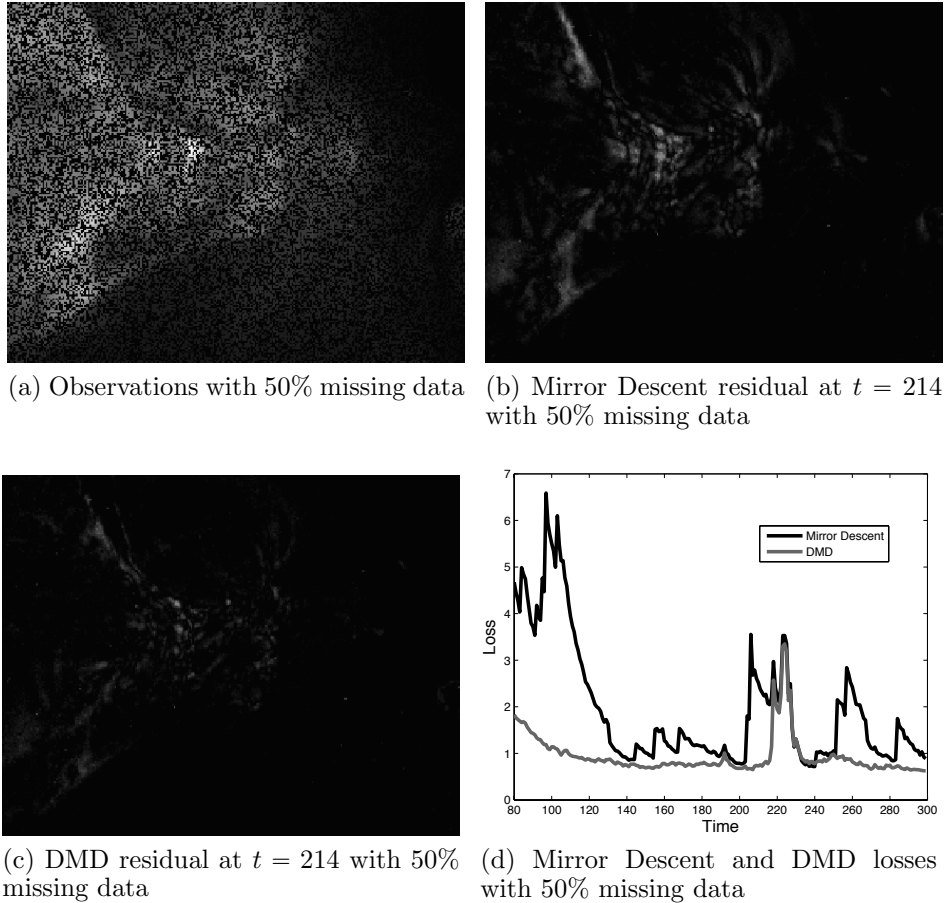 (a) Observations with 50% missing data
(b) Mirror Descent residual at t = 214
with 50% missing data
7
6
5
4
3
2
1
0
Loss
80
100
120
140
160
180
200
220
240
260
280
300
Time
Mirror Descent
DMD
(c) DMD residual at t = 214 with 50%
missing data
(d) Mirror Descent and DMD losses
with 50% missing data